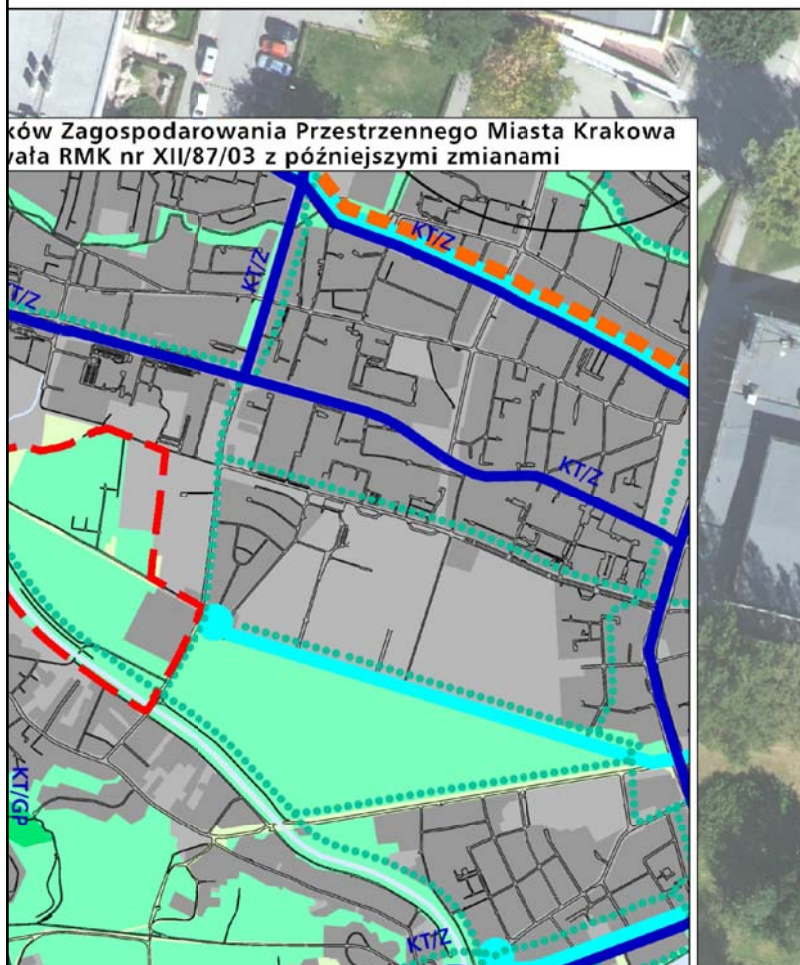 ków Zagospodarowania Przestrzennego Miasta Krakowa
wała RMK nr XII/87/03 z późniejszymi zmianami
KT/Z
KT/Z
T/Z
KT/Z
KT/GP
KT/Z